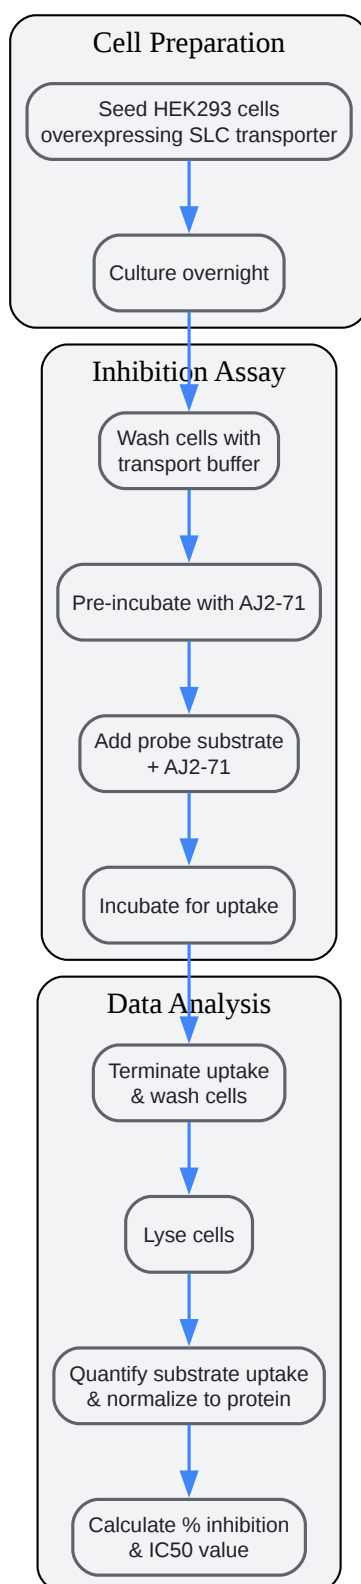 Cell Preparation
Seed HEK293 cells
overexpressing SLC transporter
Culture overnight
Inhibition Assay
Wash cells with
transport buffer
Pre-incubate with AJ2-71
Add probe substrate
+ AJ2-71
Incubate for uptake
Data Analysis
Terminate uptake
& wash cells
Lyse cells
Quantify substrate uptake
& normalize to protein
Calculate % inhibition
& IC50 value